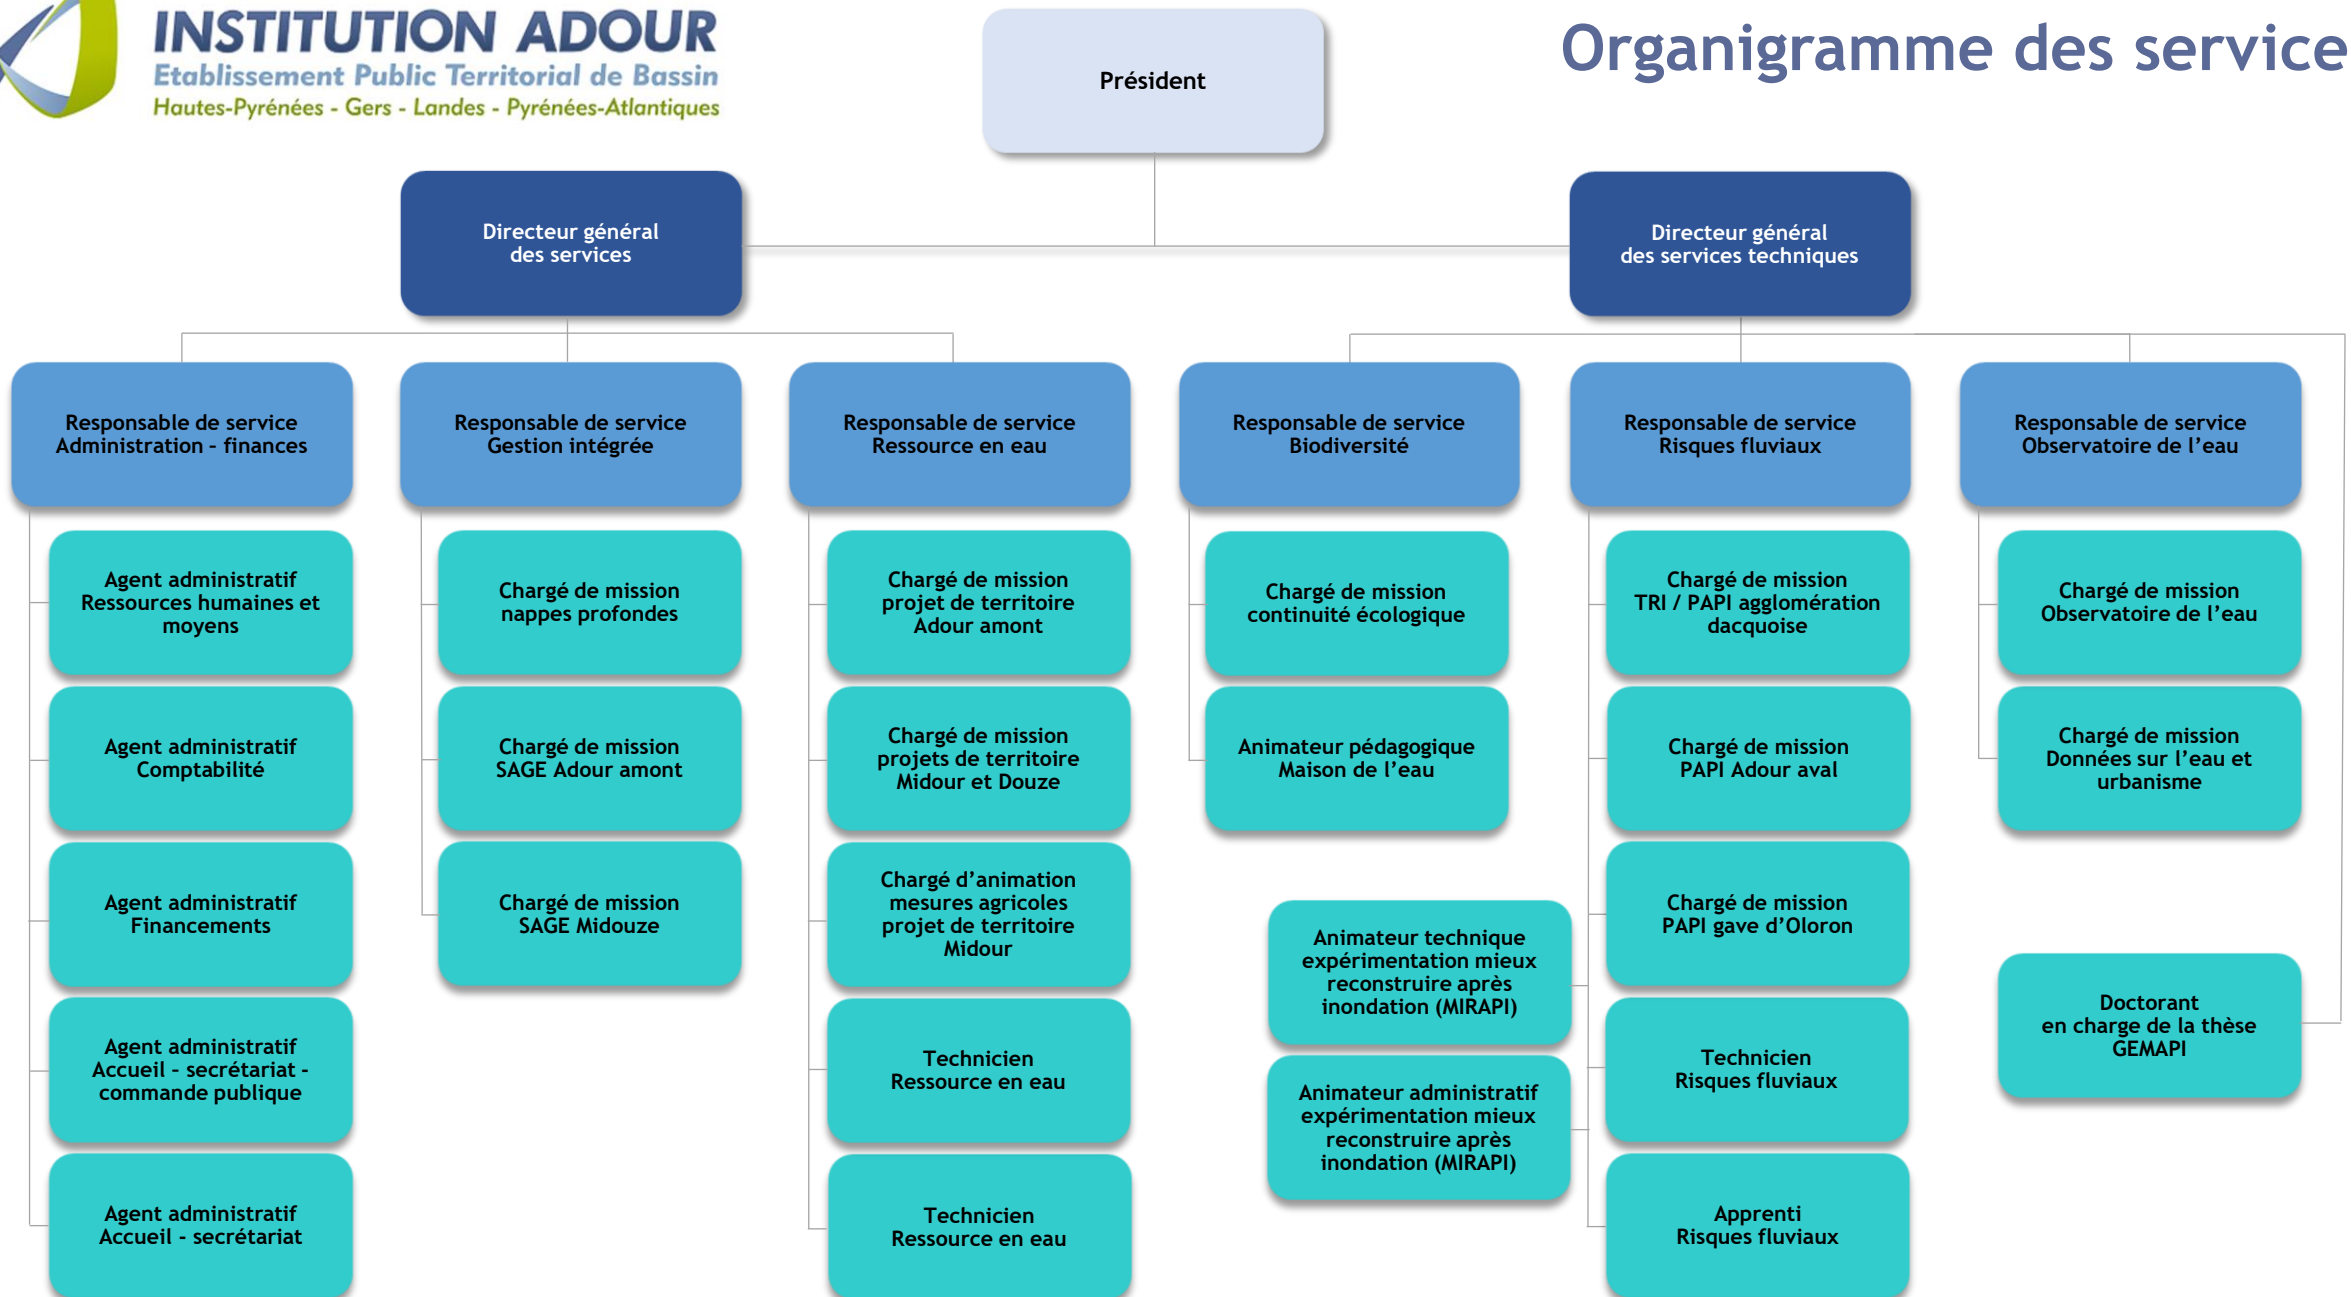 INSTITUTION ADOUR
Etablissement Public Territorial de Bassin
Hautes-Pyrénées - Gers - Landes - Pyrénées-Atlantiques
Organigramme des service
Président
Directeur général
des services
Directeur général
des services techniques
Responsable de service
Administration – finances
Responsable de service
Gestion intégrée
Responsable de service
Ressource en eau
Responsable de service
Biodiversité
Responsable de service
Risques fluviaux
Responsable de service
Observatoire de l’eau
Agent administratif
Ressources humaines et
moyens
Agent administratif
Comptabilité
Agent administratif
Financements
Agent administratif
Accueil – secrétariat -
commande publique
Agent administratif
Accueil - secrétariat
Chargé de mission
nappes profondes
Chargé de mission
SAGE Adour amont
Chargé de mission
SAGE Midouze
Chargé de mission
projet de territoire
Adour amont
Chargé de mission
projets de territoire
Midour et Douze
Chargé d’animation
mesures agricoles
projet de territoire
Midour
Technicien
Ressource en eau
Technicien
Ressource en eau
Chargé de mission
continuité écologique
Animateur pédagogique
Maison de l’eau
Animateur technique
expérimentation mieux
reconstruire après
inondation (MIRAPI)
Animateur administratif
expérimentation mieux
reconstruire après
inondation (MIRAPI)
Chargé de mission
TRI / PAPI agglomération
dacquoise
Chargé de mission
PAPI Adour aval
Chargé de mission
PAPI gave d’Oloron
Technicien
Risques fluviaux
Apprenti
Risques fluviaux
Chargé de mission
Observatoire de l’eau
Chargé de mission
Données sur l’eau et
urbanisme
Doctorant
en charge de la thèse
GEMAPI